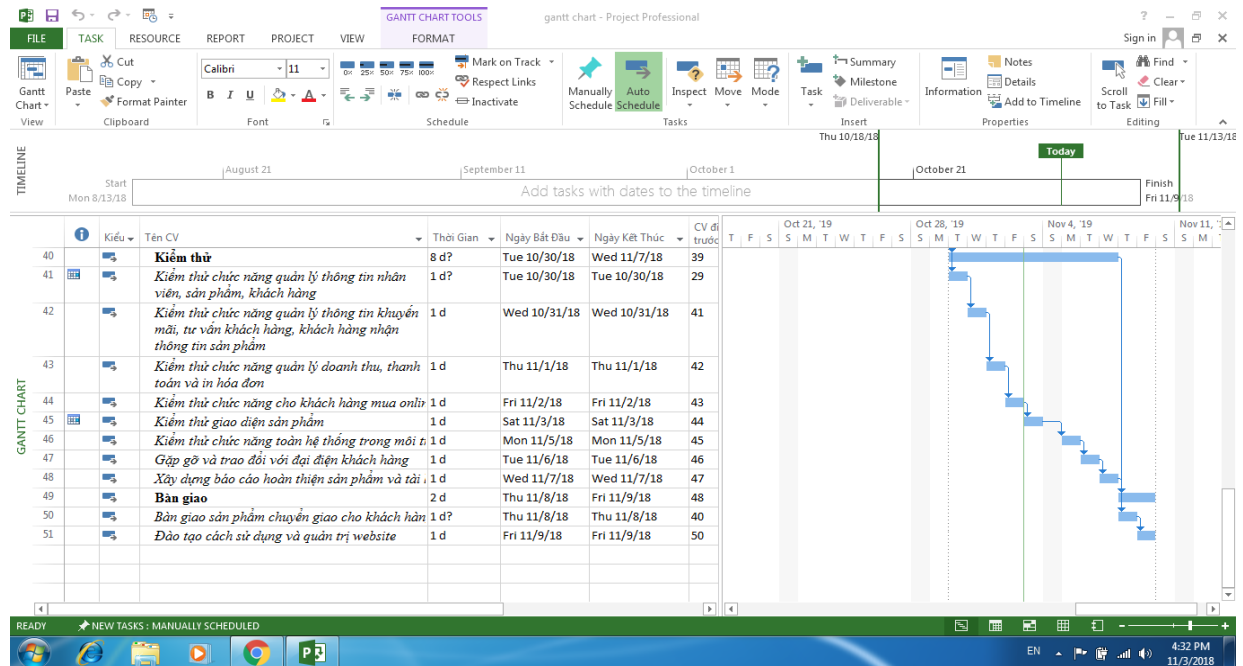 GANTT CHART TOOLS
gantt chart - Project Professional
FILE TASK RESOURCE REPORT PROJECT VIEW FORMAT Sign in
Gantt Chart
View
Paste
Cut
Copy
Format Painter
Clipboard
Calibri 11
B I U A
Font
0% 25% 50% 75% 100%
Mark on Track
Respect Links
Inactivate
Schedule
Manually Schedule
Auto Schedule
Inspect Move Mode
Tasks
Task
Summary
Milestone
Deliverable
Insert
Information
Notes
Details
Add to Timeline
Properties
Scroll to Task
Find
Clear
Fill
Editing
TIMELINE
Thu 10/18/18 Tue 11/13/18
Today
August 21 September 11 October 1 October 21
Start
Mon 8/13/18
Add tasks with dates to the timeline
Finish
Fri 11/9/18
GANTT CHART
Kiểu Tên CV Thời Gian Ngày Bắt Đầu Ngày Kết Thúc CV đi trước
Oct 21, '19 Oct 28, '19 Nov 4, '19 Nov 11, '
T F S S M T W T F S S M T W T F S S M T W T F S S M
40 Kiểm thử 8 d? Tue 10/30/18 Wed 11/7/18 39
41 Kiểm thử chức năng quản lý thông tin nhân 1 d? Tue 10/30/18 Tue 10/30/18 29
viên, sản phẩm, khách hàng
42 Kiểm thử chức năng quản lý thông tin khuyến 1 d Wed 10/31/18 Wed 10/31/18 41
mãi, tư vấn khách hàng, khách hàng nhận
thông tin sản phẩm
43 Kiểm thử chức năng quản lý doanh thu, thanh 1 d Thu 11/1/18 Thu 11/1/18 42
toán và in hóa đơn
44 Kiểm thử chức năng cho khách hàng mua onlin 1 d Fri 11/2/18 Fri 11/2/18 43
45 Kiểm thử giao diện sản phẩm 1 d Sat 11/3/18 Sat 11/3/18 44
46 Kiểm thử chức năng toàn hệ thống trong môi t 1 d Mon 11/5/18 Mon 11/5/18 45
47 Gặp gỡ và trao đổi với đại điện khách hàng 1 d Tue 11/6/18 Tue 11/6/18 46
48 Xây dựng báo cáo hoàn thiện sản phẩm và tài 1 d Wed 11/7/18 Wed 11/7/18 47
49 Bàn giao 2 d Thu 11/8/18 Fri 11/9/18 48
50 Bàn giao sản phẩm chuyển giao cho khách hàn 1 d? Thu 11/8/18 Thu 11/8/18 40
51 Đào tạo cách sử dụng và quản trị website 1 d Fri 11/9/18 Fri 11/9/18 50
READY NEW TASKS : MANUALLY SCHEDULED
EN 4:32 PM
11/3/2018